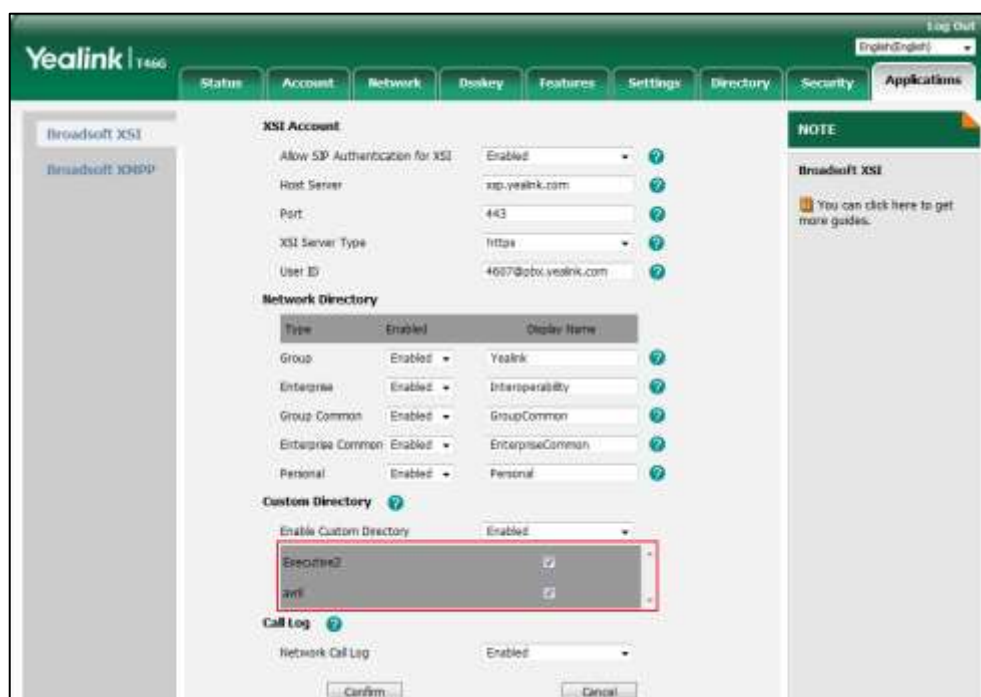 Log Out
Yealink T46G
English(English)
Status Account Network Dsskey Features Settings Directory Security Applications
Broadsoft XSI
Broadsoft XMPP
XSI Account
Allow SIP Authentication for XSI Enabled
Host Server xsp.yealink.com
Port 443
XSI Server Type https
User ID 4607@pbx.yealink.com
Network Directory
Type Enabled Display Name
Group Enabled Yealink
Enterprise Enabled Interoperability
Group Common Enabled GroupCommon
Enterprise Common Enabled EnterpriseCommon
Personal Enabled Personal
Custom Directory
Enable Custom Directory Enabled
Executive2
avril
Call Log
Network Call Log Enabled
Confirm Cancel
NOTE
Broadsoft XSI
You can click here to get
more guides.